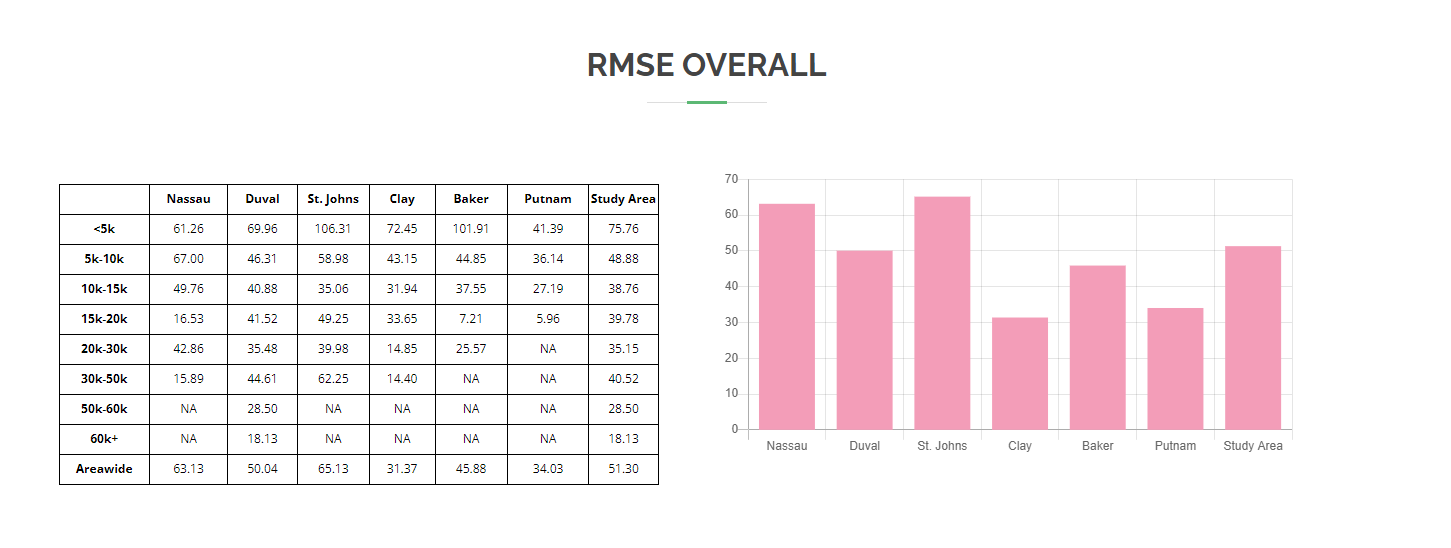 RMSE OVERALL
Nassau Duval St. Johns Clay Baker Putnam Study Area
<5k 61.26 69.96 106.31 72.45 101.91 41.39 75.76
5k-10k 67.00 46.31 58.98 43.15 44.85 36.14 48.88
10k-15k 49.76 40.88 35.06 31.94 37.55 27.19 38.76
15k-20k 16.53 41.52 49.25 33.65 7.21 5.96 39.78
20k-30k 42.86 35.48 39.98 14.85 25.57 NA 35.15
30k-50k 15.89 44.61 62.25 14.40 NA NA 40.52
50k-60k NA 28.50 NA NA NA NA 28.50
60k+ NA 18.13 NA NA NA NA 18.13
Areawide 63.13 50.04 65.13 31.37 45.88 34.03 51.30
70
60
50
40
30
20
10
0
Nassau Duval St. Johns Clay Baker Putnam Study Area